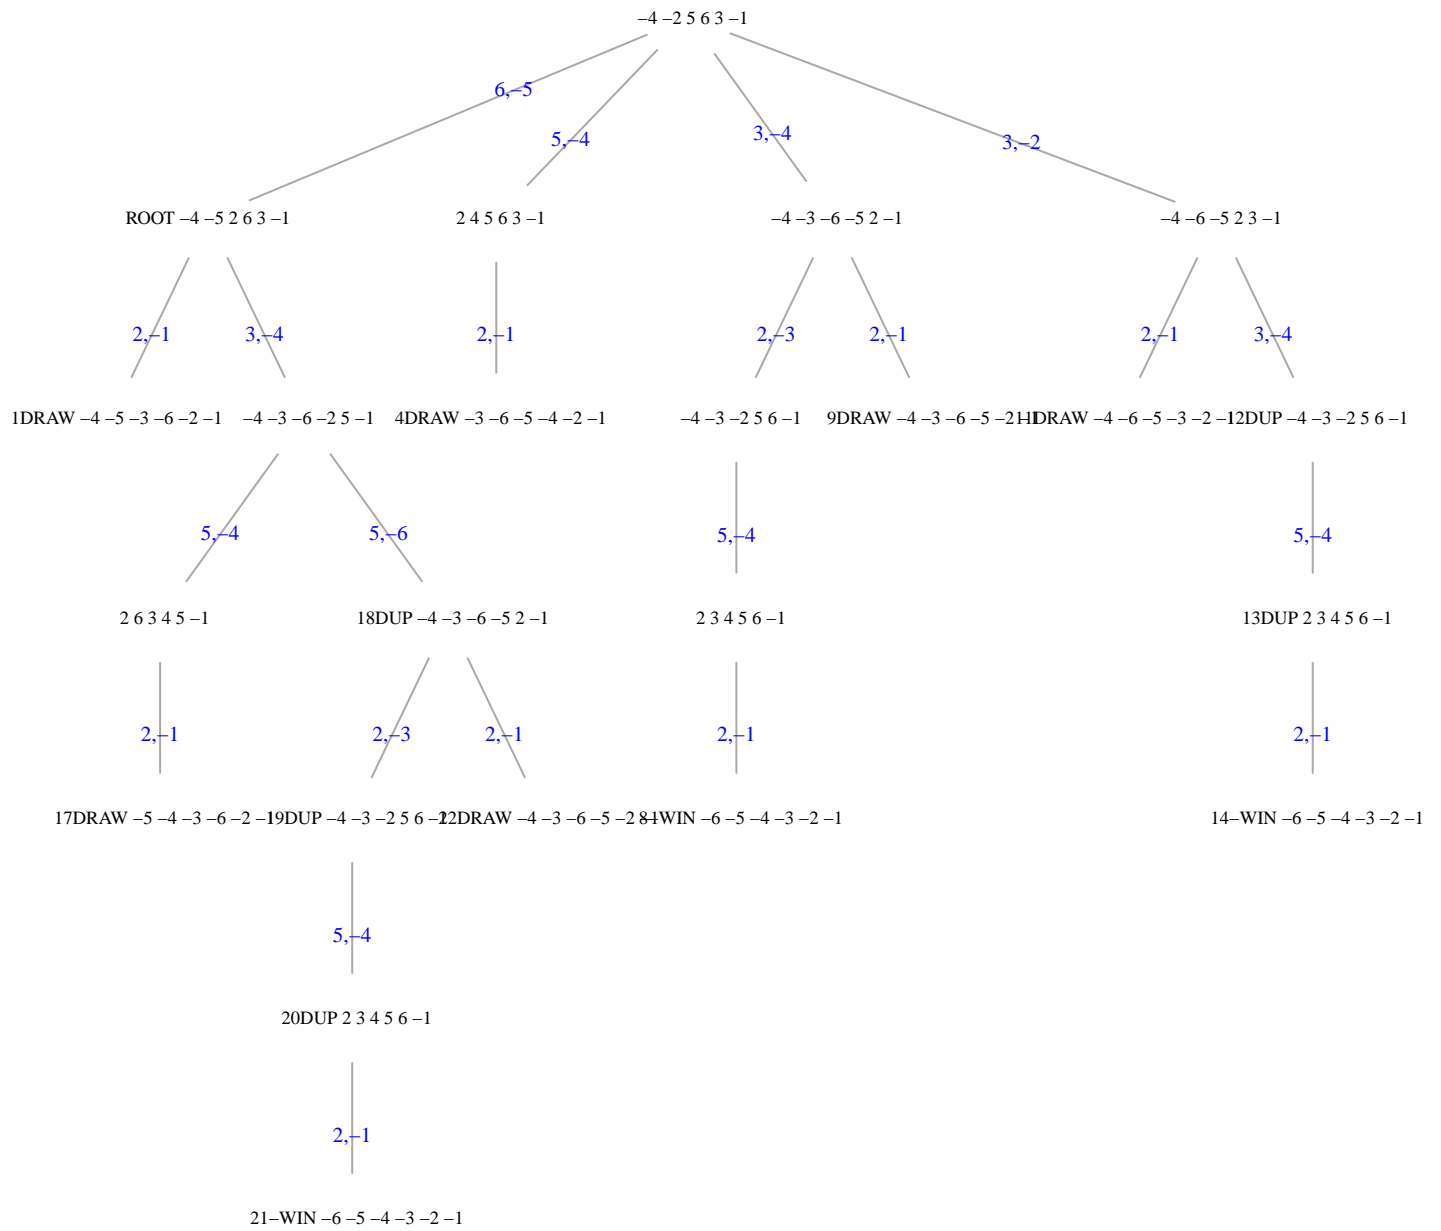 −4 −2 5 6 3 −1
6,−5
5,−4
3,−4
3,−2
ROOT −4 −5 2 6 3 −1
2 4 5 6 3 −1
−4 −3 −6 −5 2 −1
−4 −6 −5 2 3 −1
2,−1
3,−4
2,−1
2,−3
2,−1
2,−1
3,−4
1DRAW −4 −5 −3 −6 −2 −1
−4 −3 −6 −2 5 −1
4DRAW −3 −6 −5 −4 −2 −1
−4 −3 −2 5 6 −1
9DRAW −4 −3 −6 −5 −2 −1
11DRAW −4 −6 −5 −3 −2 −1
12DUP −4 −3 −2 5 6 −1
5,−4
5,−6
5,−4
5,−4
2 6 3 4 5 −1
18DUP −4 −3 −6 −5 2 −1
2 3 4 5 6 −1
13DUP 2 3 4 5 6 −1
2,−1
2,−3
2,−1
2,−1
2,−1
17DRAW −5 −4 −3 −6 −2 −1
19DUP −4 −3 −2 5 6 −1
22DRAW −4 −3 −6 −5 −2 −1
8−WIN −6 −5 −4 −3 −2 −1
14−WIN −6 −5 −4 −3 −2 −1
5,−4
20DUP 2 3 4 5 6 −1
2,−1
21−WIN −6 −5 −4 −3 −2 −1